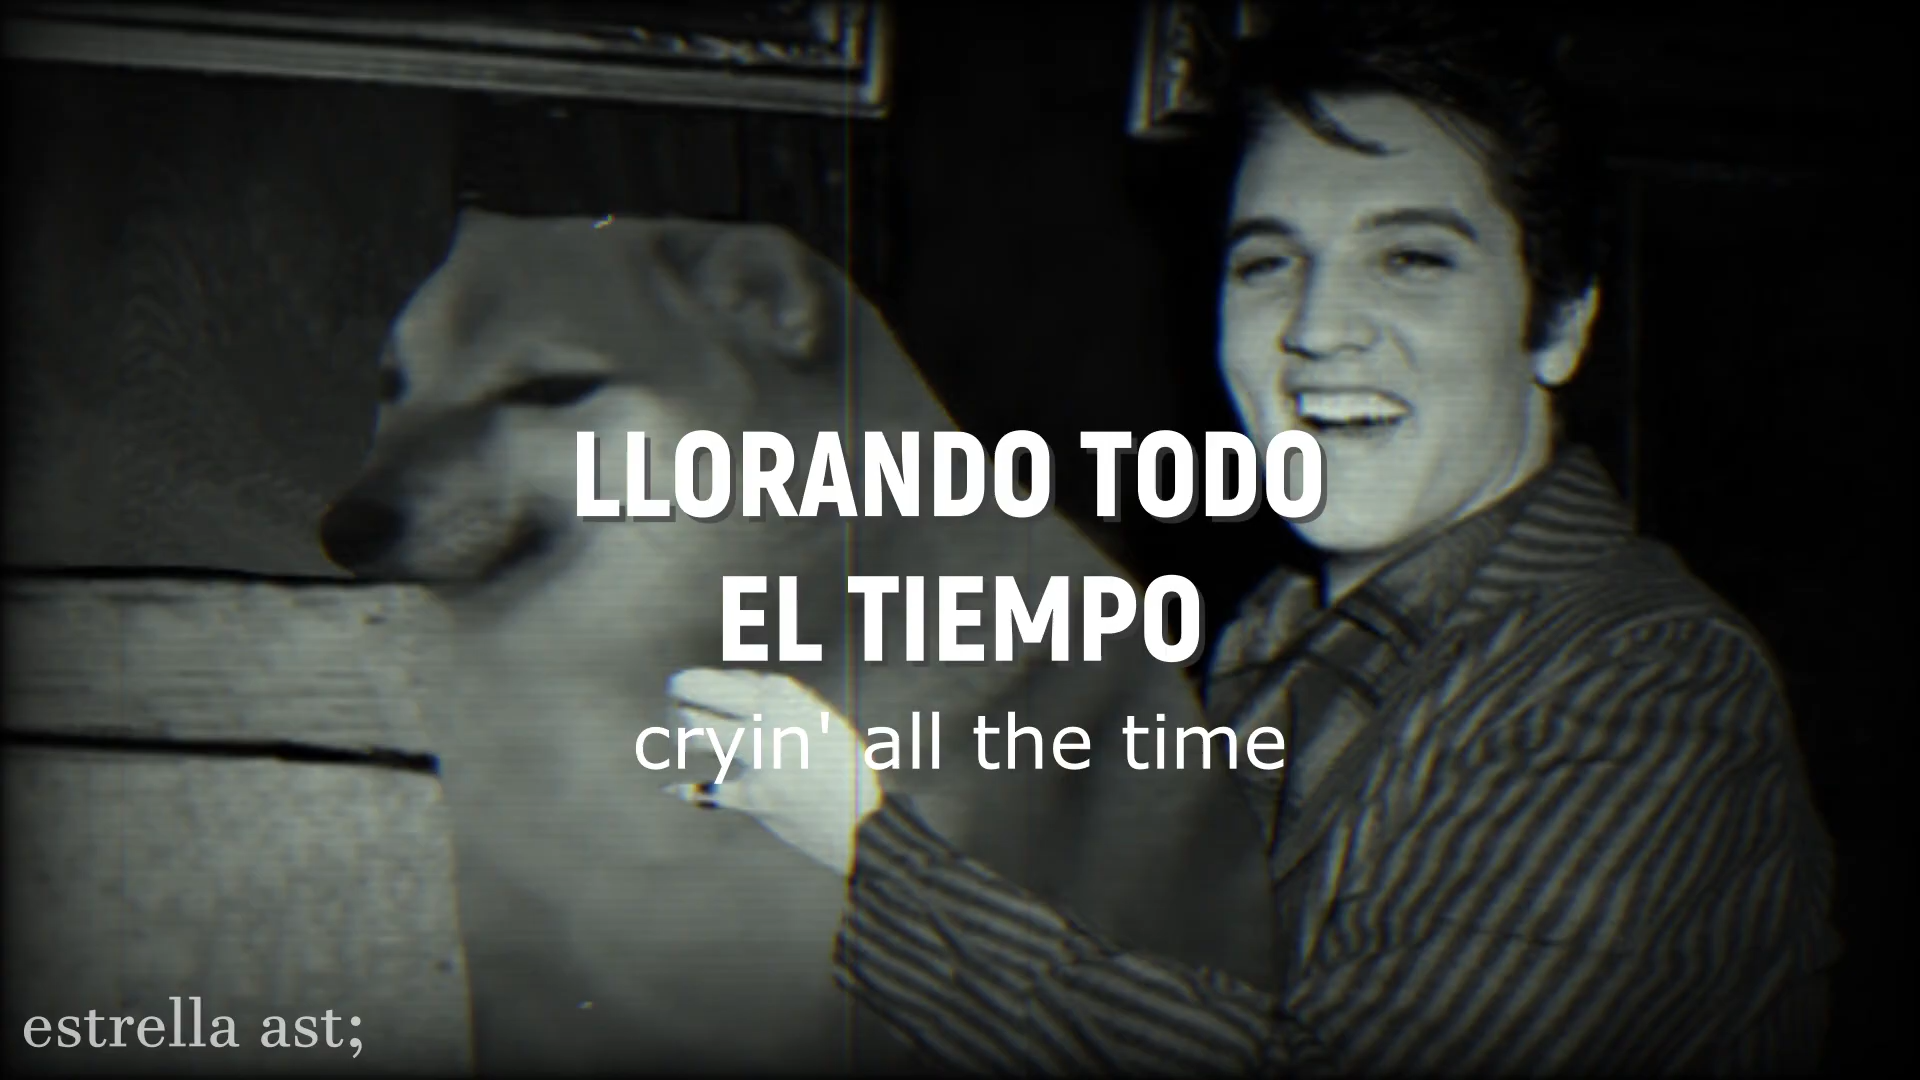 LLORANDO TODO
EL TIEMPO
cryin' all the time
estrella ast;